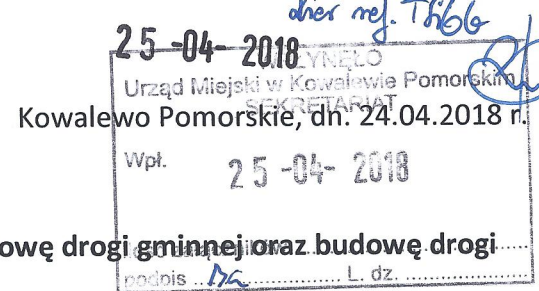 25 -04- 2018
WPŁYNĘŁO
Urząd Miejski w Kowalewie Pomorskim
SEKRETARIAT
Kowalewo Pomorskie, dn. 24.04.2018 r.
Wpł. 25 -04- 2018
owę drogi gminnej oraz budowę drogi
podpis ........ L. dz. ........